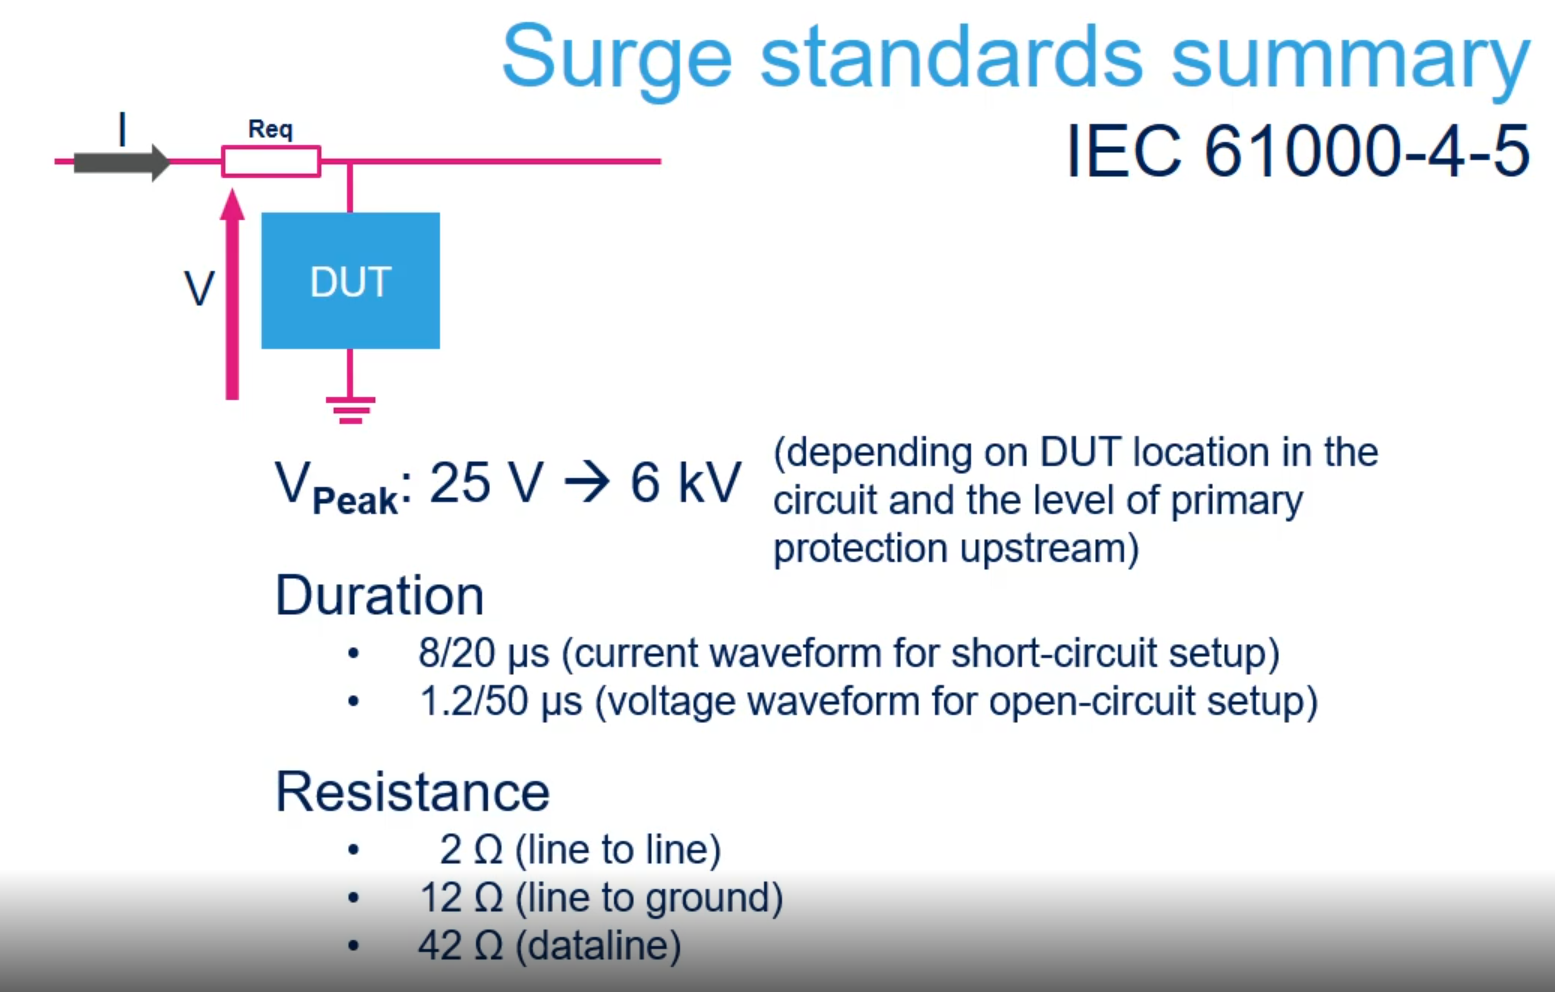 Surge standards summary
IEC 61000-4-5
I
Req
V
DUT
VPeak: 25 V → 6 kV
(depending on DUT location in the
circuit and the level of primary
protection upstream)
Duration
• 8/20 µs (current waveform for short-circuit setup)
• 1.2/50 µs (voltage waveform for open-circuit setup)
Resistance
• 2 Ω (line to line)
• 12 Ω (line to ground)
• 42 Ω (dataline)